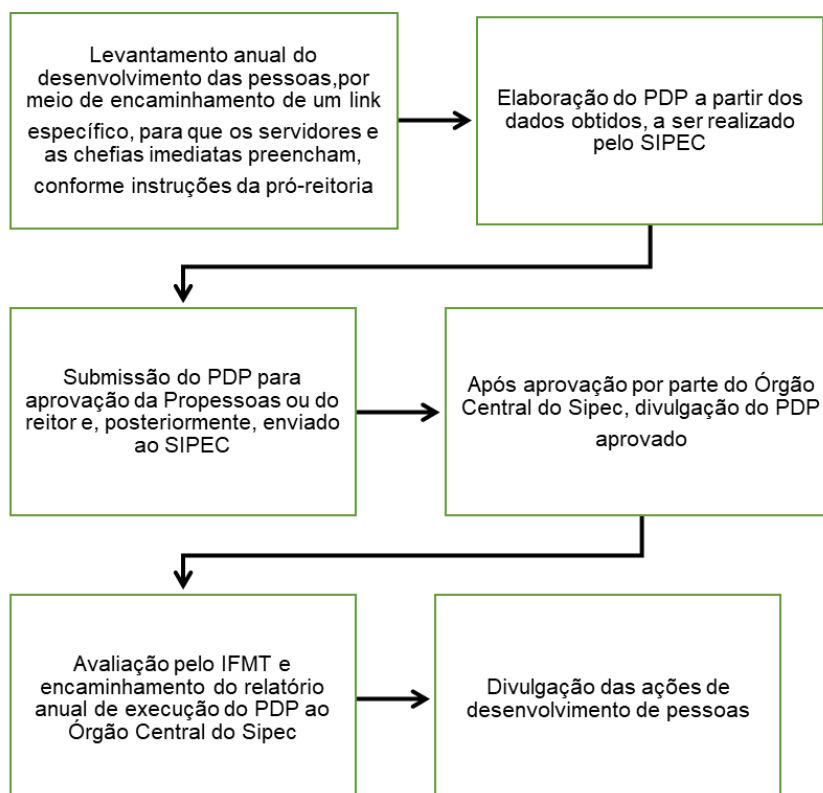 Levantamento anual do
desenvolvimento das pessoas,por
meio de encaminhamento de um link
específico, para que os servidores e
as chefias imediatas preencham,
conforme instruções da pró-reitoria
Elaboração do PDP a partir dos
dados obtidos, a ser realizado
pelo SIPEC
Submissão do PDP para
aprovação da Propessoas ou do
reitor e, posteriormente, enviado
ao SIPEC
Após aprovação por parte do Órgão
Central do Sipec, divulgação do PDP
aprovado
Avaliação pelo IFMT e
encaminhamento do relatório
anual de execução do PDP ao
Órgão Central do Sipec
Divulgação das ações de
desenvolvimento de pessoas